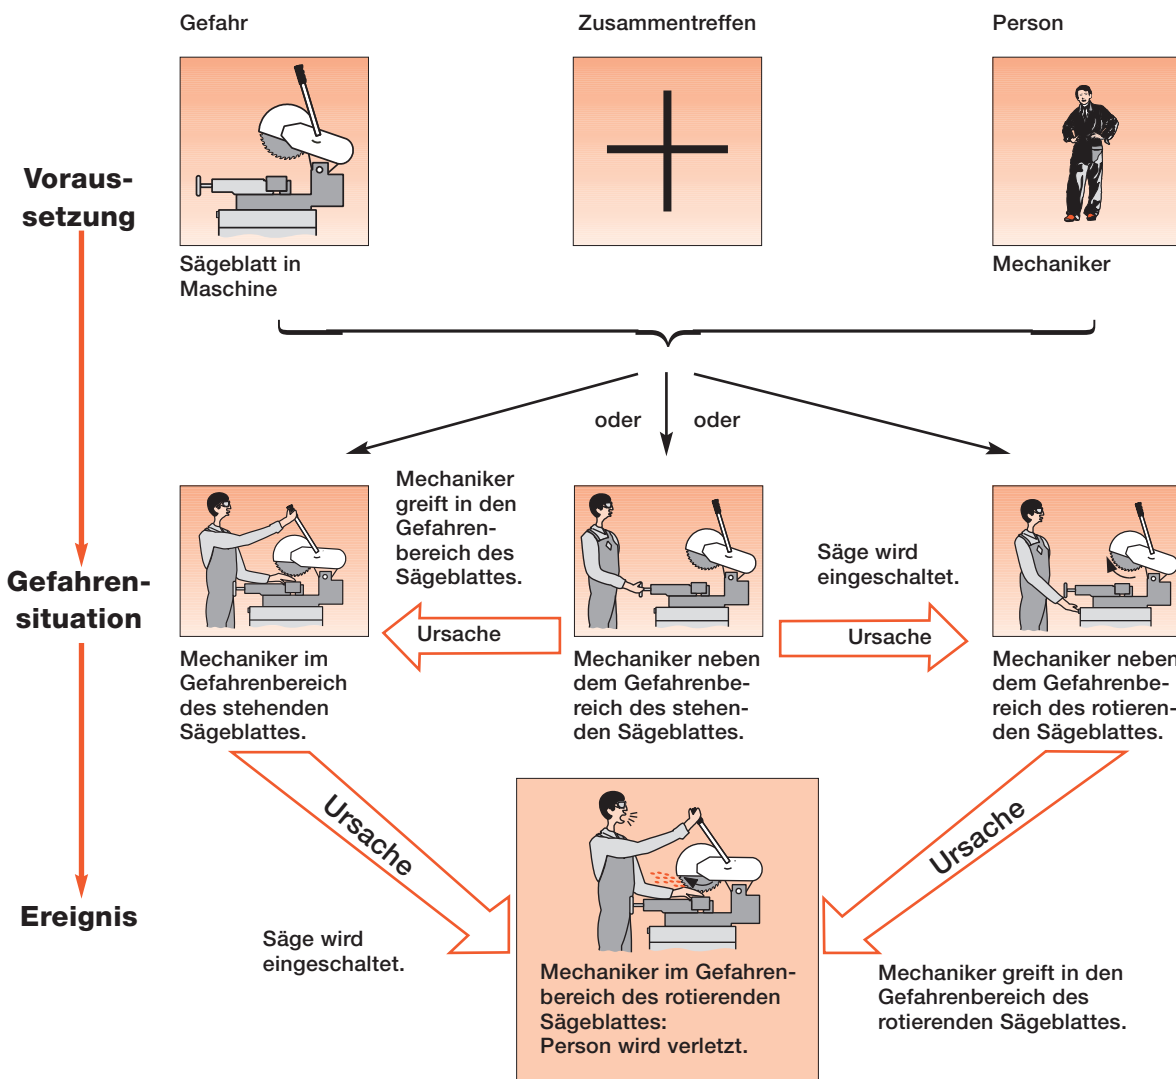 Gefahr
Zusammentreffen
Person
Voraus-
setzung
Sägeblatt in
Maschine
Mechaniker
oder
oder
Mechaniker
greift in den
Gefahren-
bereich des
Sägeblattes.
Säge wird
eingeschaltet.
Gefahren-
situation
Ursache
Ursache
Mechaniker im
Gefahrenbereich
des stehenden
Sägeblattes.
Mechaniker neben
dem Gefahrenbe-
reich des stehen-
den Sägeblattes.
Mechaniker neben
dem Gefahrenbe-
reich des rotieren-
den Sägeblattes.
Ursache
Ursache
Ereignis
Säge wird
eingeschaltet.
Mechaniker im Gefahren-
bereich des rotierenden
Sägeblattes:
Person wird verletzt.
Mechaniker greift in den
Gefahrenbereich des
rotierenden Sägeblattes.